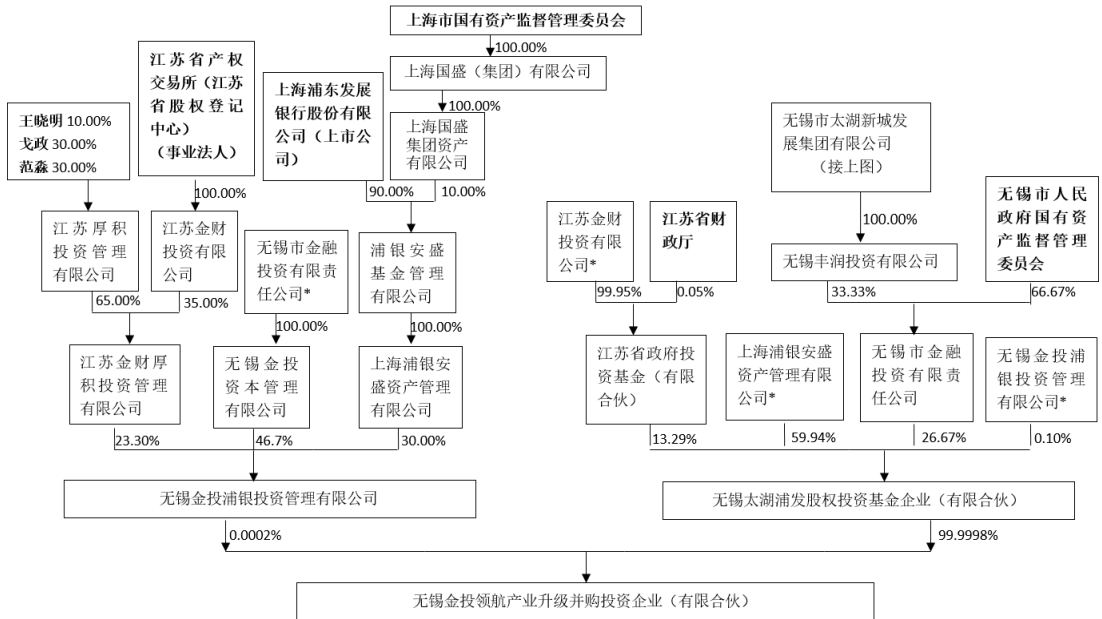 上海市国有资产监督管理委员会
100.00%
上海国盛（集团）有限公司
100.00%
上海国盛
集团资产
有限公司
10.00%
王晓明 10.00%
戈政 30.00%
范淼 30.00%
江苏省产权
交易所（江苏
省股权登记
中心）
（事业法人）
100.00%
上海浦东发展
银行股份有限
公司（上市公
司）
90.00%
无锡市太湖新城发
展集团有限公司
（接上图）
100.00%
江苏厚积
投资管理
有限公司
65.00%
江苏金财
投资有限
公司
35.00%
无锡市金融
投资有限责
任公司*
100.00%
浦银安盛
基金管理
有限公司
100.00%
江苏金财
投资有限
公司*
99.95%
江苏省财
政厅
0.05%
无锡丰润投资有限公司
33.33%
无锡市人民
政府国有资
产监督管理
委员会
66.67%
江苏金财厚
积投资管理
有限公司
23.30%
无锡金投
资本管理
有限公司
46.7%
上海浦银安
盛资产管理
有限公司
30.00%
江苏省政府投
资基金（有限
合伙）
13.29%
上海浦银安盛
资产管理有限
公司*
59.94%
无锡市金融
投资有限责
任公司
26.67%
无锡金投浦
银投资管理
有限公司*
0.10%
无锡金投浦银投资管理有限公司
0.0002%
无锡太湖浦发股权投资基金企业（有限合伙）
99.9998%
无锡金投领航产业升级并购投资企业（有限合伙）